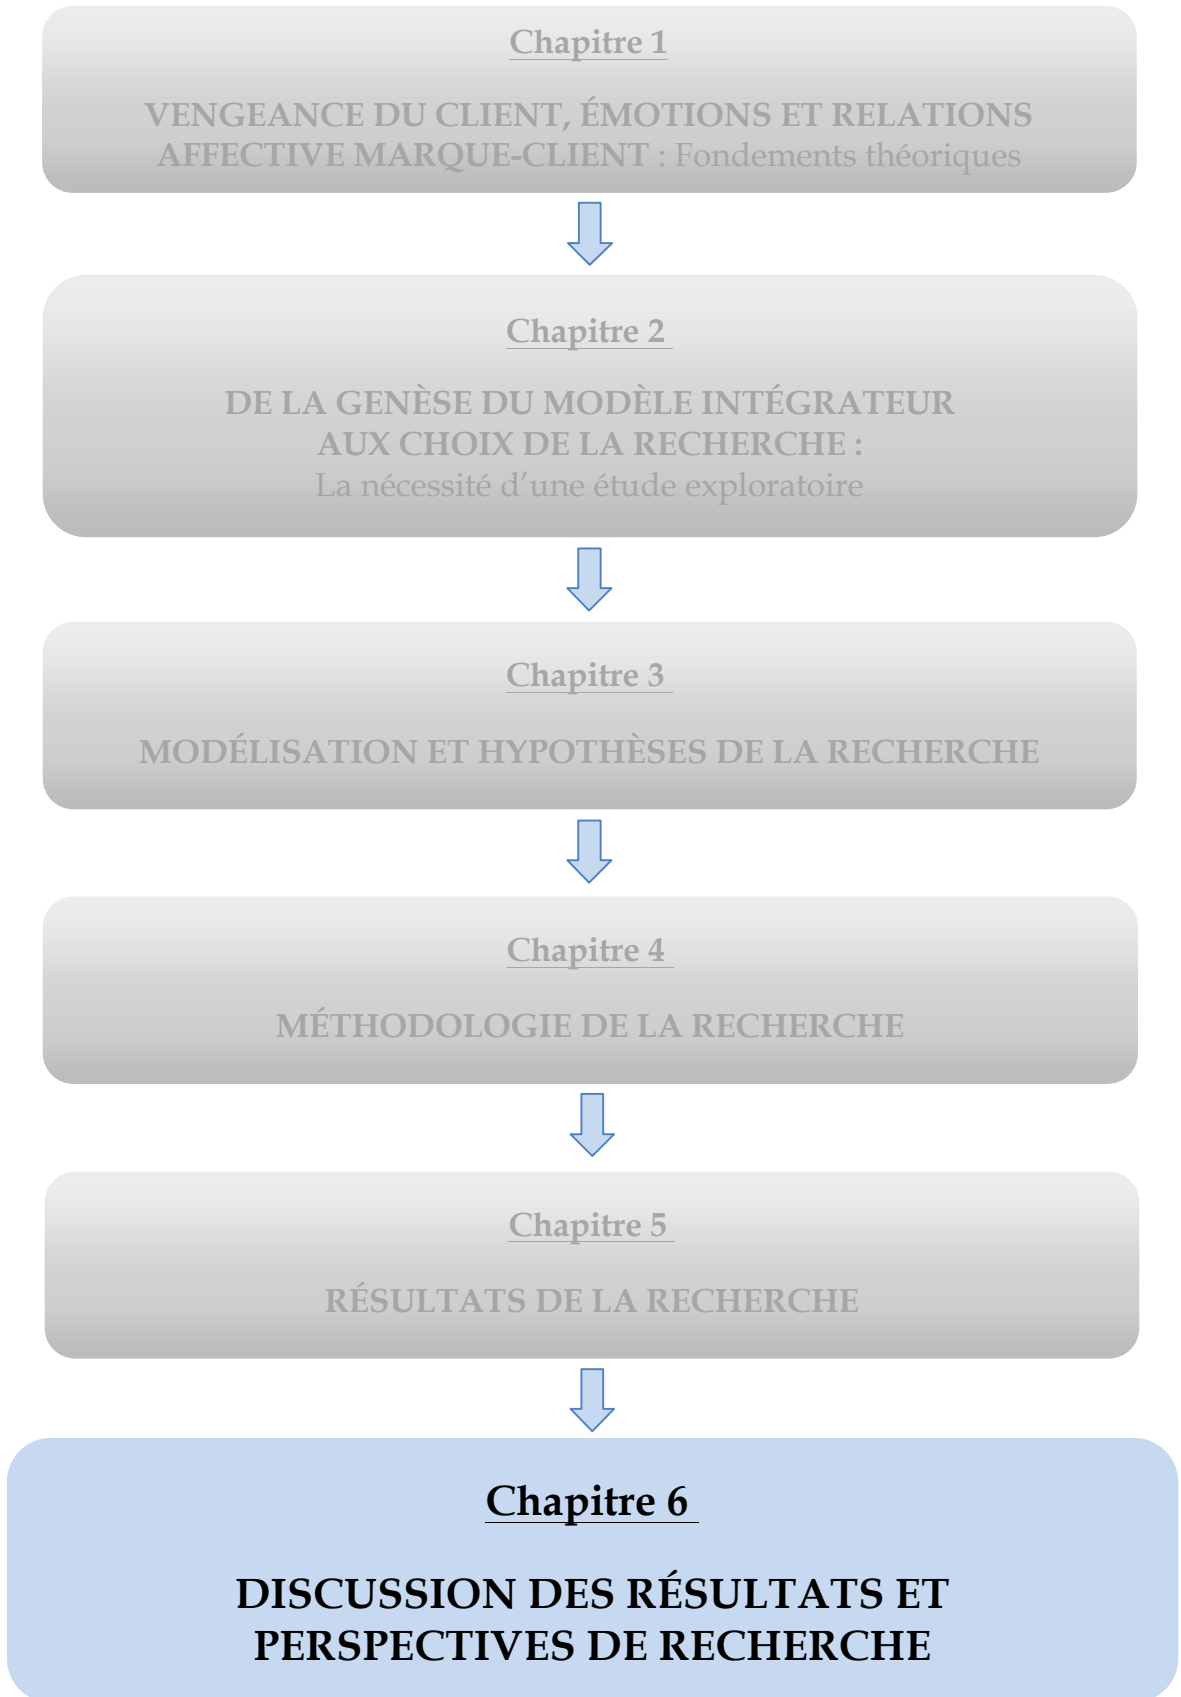 Chapitre 1
VENGEANCE DU CLIENT, ÉMOTIONS ET RELATIONS
AFFECTIVE MARQUE-CLIENT : Fondements théoriques
Chapitre 2
DE LA GENÈSE DU MODÈLE INTÉGRATEUR
AUX CHOIX DE LA RECHERCHE :
La nécessité d’une étude exploratoire
Chapitre 3
MODÉLISATION ET HYPOTHÈSES DE LA RECHERCHE
Chapitre 4
MÉTHODOLOGIE DE LA RECHERCHE
Chapitre 5
RÉSULTATS DE LA RECHERCHE
Chapitre 6
DISCUSSION DES RÉSULTATS ET
PERSPECTIVES DE RECHERCHE